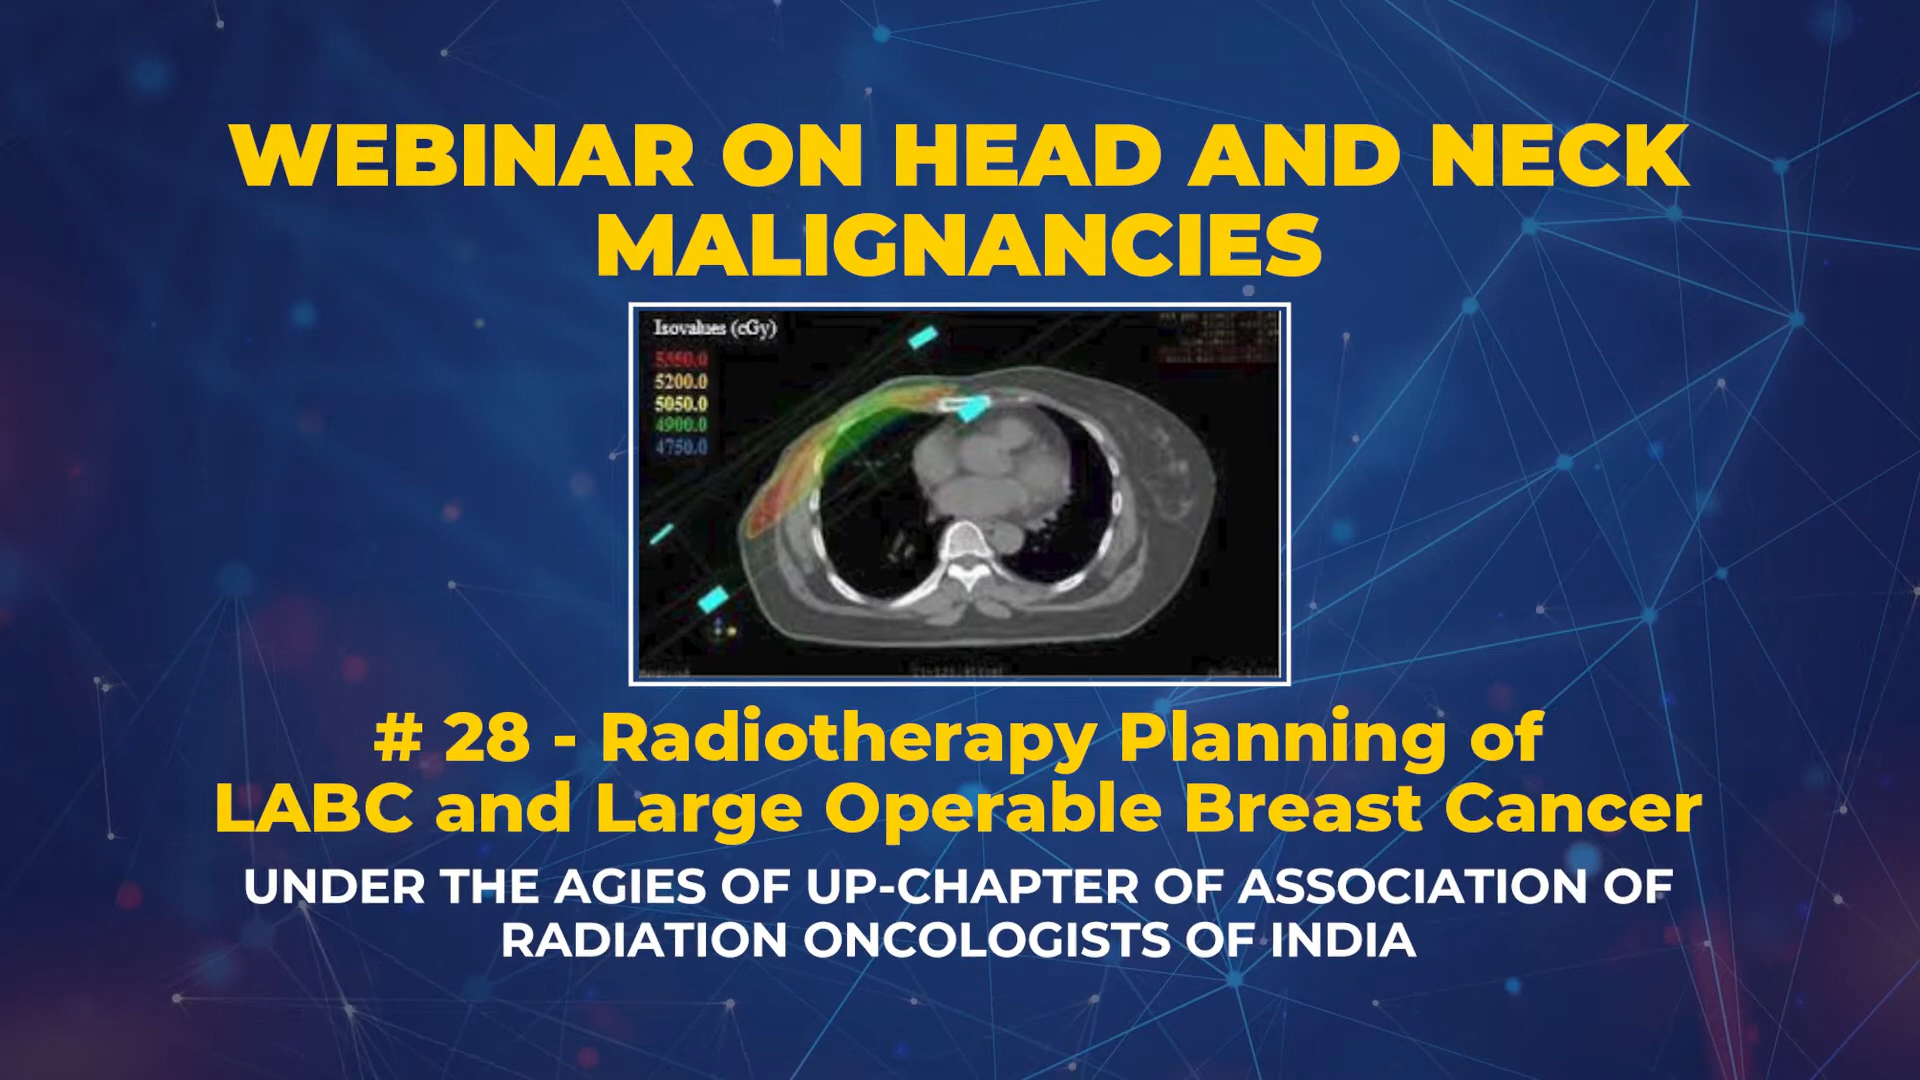 WEBINAR ON HEAD AND NECK
MALIGNANCIES
Isovalues (cGy)
5350.0
5200.0
5050.0
4900.0
4750.0
# 28 - Radiotherapy Planning of
LABC and Large Operable Breast Cancer
UNDER THE AGIES OF UP-CHAPTER OF ASSOCIATION OF
RADIATION ONCOLOGISTS OF INDIA